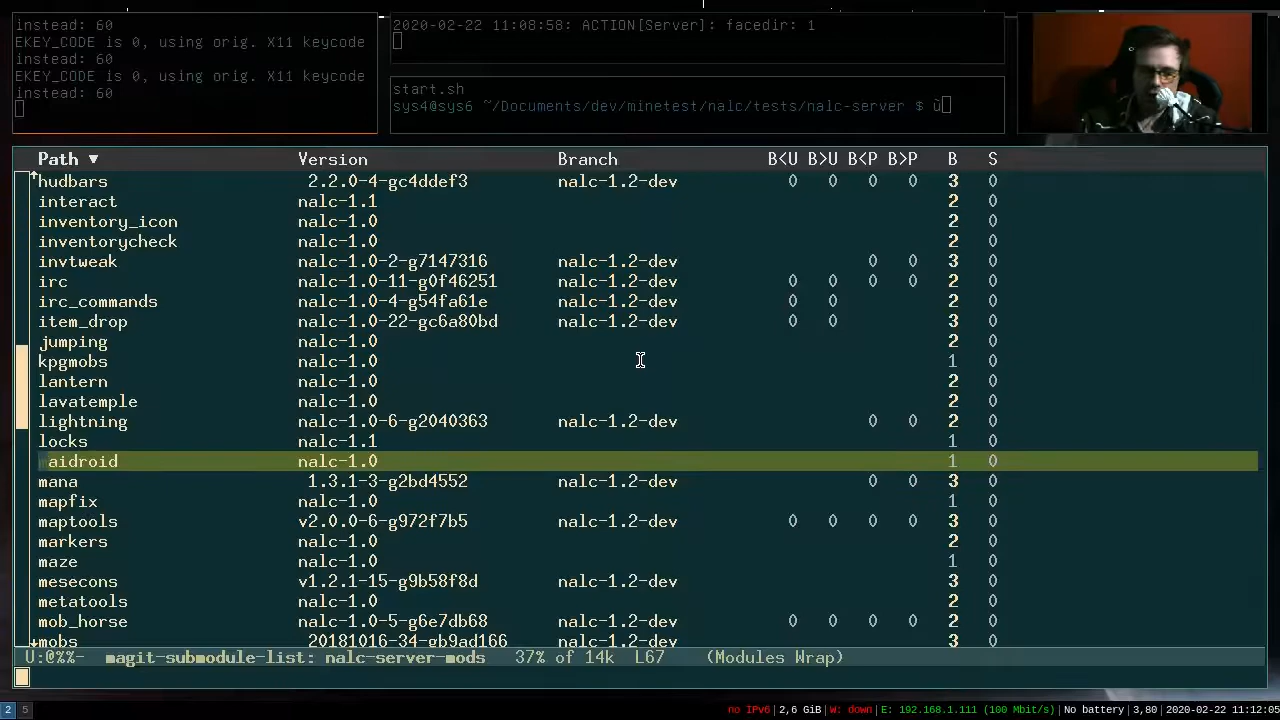 instead: 60
EKEY_CODE is 0, using orig. X11 keycode
instead: 60
EKEY_CODE is 0, using orig. X11 keycode
instead: 60
2020-02-22 11:08:58: ACTION[Server]: facedir: 1
start.sh
sys4@sys6 ~/Documents/dev/minetest/nalc/tests/nalc-server $ ù
Path ▼ Version Branch B<U B>U B<P B>P B S
hudbars 2.2.0-4-gc4ddef3 nalc-1.2-dev 0 0 0 0 3 0
interact nalc-1.1 2 0
inventory_icon nalc-1.0 2 0
inventorycheck nalc-1.0 2 0
invtweak nalc-1.0-2-g7147316 nalc-1.2-dev 0 0 3 0
irc nalc-1.0-11-g0f46251 nalc-1.2-dev 0 0 0 0 2 0
irc_commands nalc-1.0-4-g54fa61e nalc-1.2-dev 0 0 2 0
item_drop nalc-1.0-22-gc6a80bd nalc-1.2-dev 0 0 3 0
jumping nalc-1.0 2 0
kpgmobs nalc-1.0 1 0
lantern nalc-1.0 2 0
lavatemple nalc-1.0 2 0
lightning nalc-1.0-6-g2040363 nalc-1.2-dev 0 0 2 0
locks nalc-1.1 1 0
maidroid nalc-1.0 1 0
mana 1.3.1-3-g2bd4552 nalc-1.2-dev 0 0 3 0
mapfix nalc-1.0 1 0
maptools v2.0.0-6-g972f7b5 nalc-1.2-dev 0 0 0 0 3 0
markers nalc-1.0 2 0
maze nalc-1.0 1 0
mesecons v1.2.1-15-g9b58f8d nalc-1.2-dev 3 0
metatools nalc-1.0 2 0
mob_horse nalc-1.0-5-g6e7db68 nalc-1.2-dev 0 0 0 0 2 0
mobs 20181016-34-gb9ad166 nalc-1.2-dev 3 0
U:@%%- magit-submodule-list: nalc-server-mods 37% of 14k L67 (Modules Wrap)
2 5 no IPv6|2,6 GiB|W: down|E: 192.168.1.111 (100 Mbit/s)|No battery|3,80|2020-02-22 11:12:05